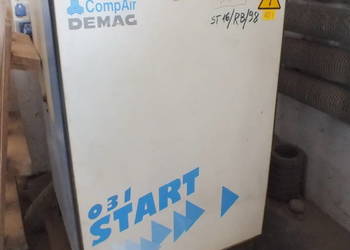 CompAir
DEMAG
ST 16/RB/98
031
START